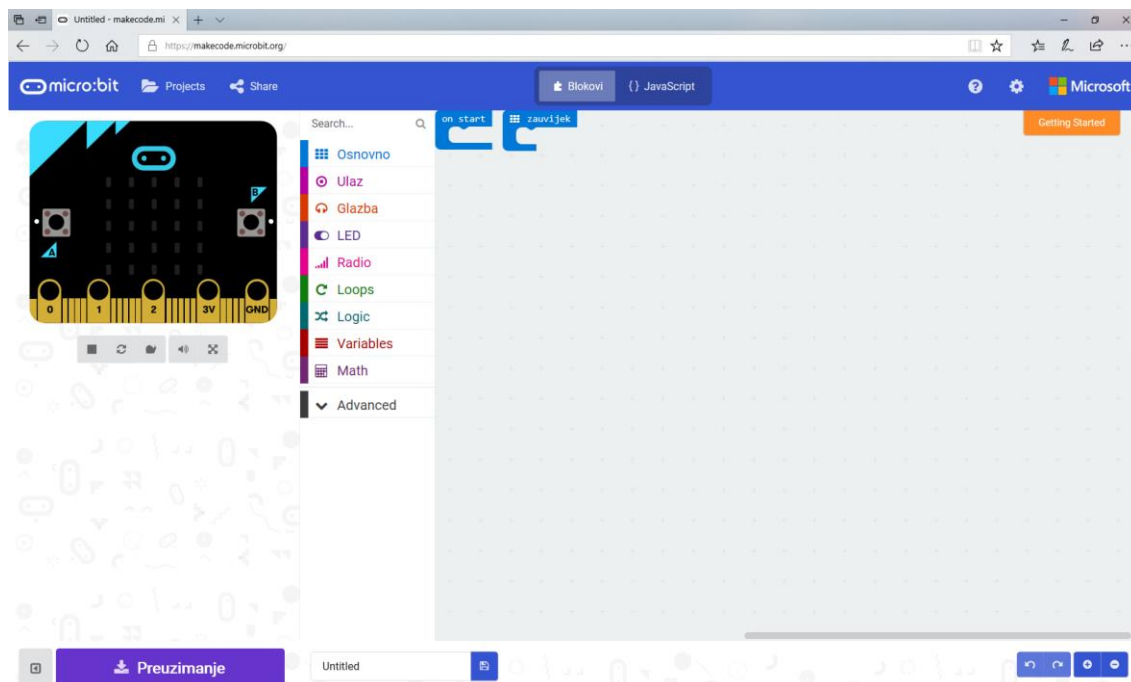 Untitled - makecode.mi
https://makecode.microbit.org/
micro:bit Projects Share Blokovi {} JavaScript Microsoft
Search...
on start
zauvijek
Getting Started
Osnovno
Ulaz
Glazba
LED
Radio
Loops
Logic
Variables
Math
Advanced
B
A
0 1 2 3V GND
Preuzimanje
Untitled